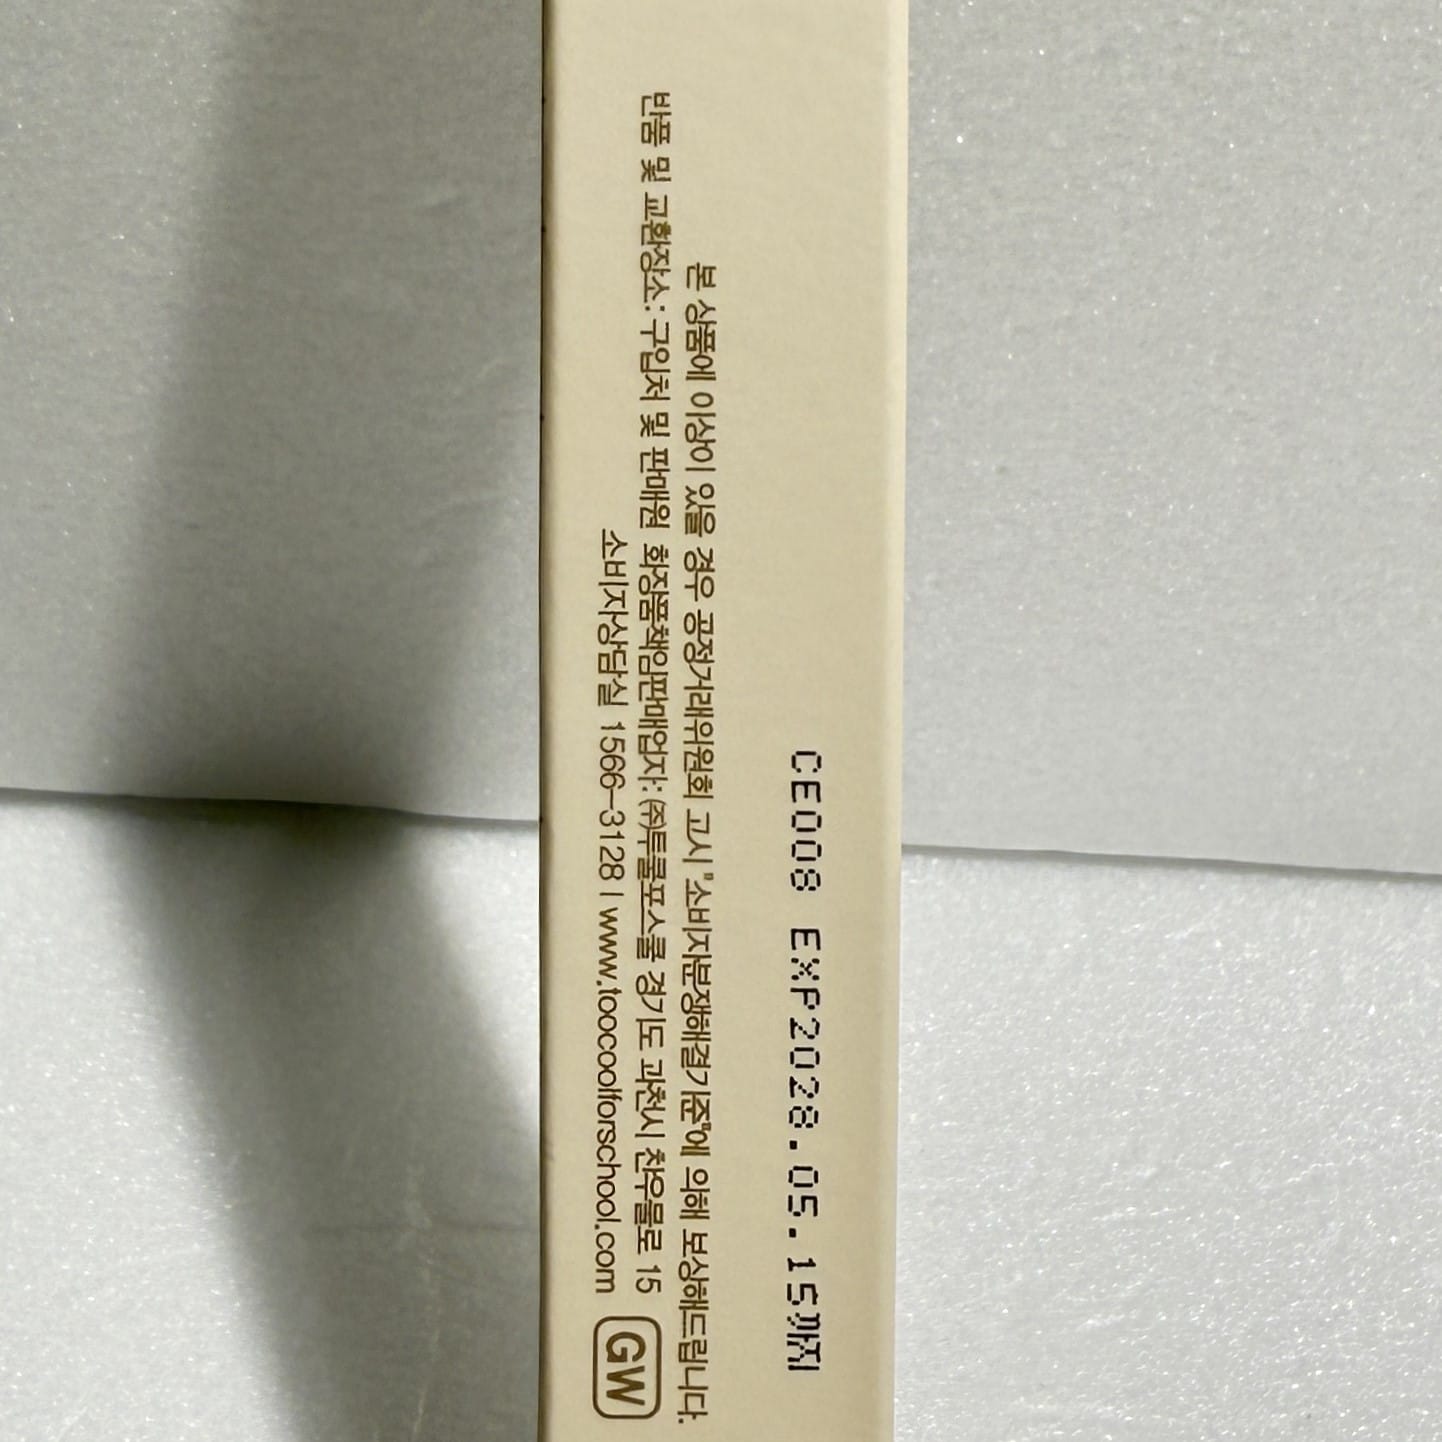 CE008 EXP2028.05.15까지
본 상품에 이상이 있을 경우 공정거래위원회 고시 "소비자분쟁해결기준"에 의해 보상해드립니다.
반품 및 교환장소: 구입처 및 판매원 화장품책임판매업자: ㈜투쿨포스쿨 경기도 과천시 찬우물로 15
소비자상담실 1566-3128 | www.toocoolforschool.com
GW